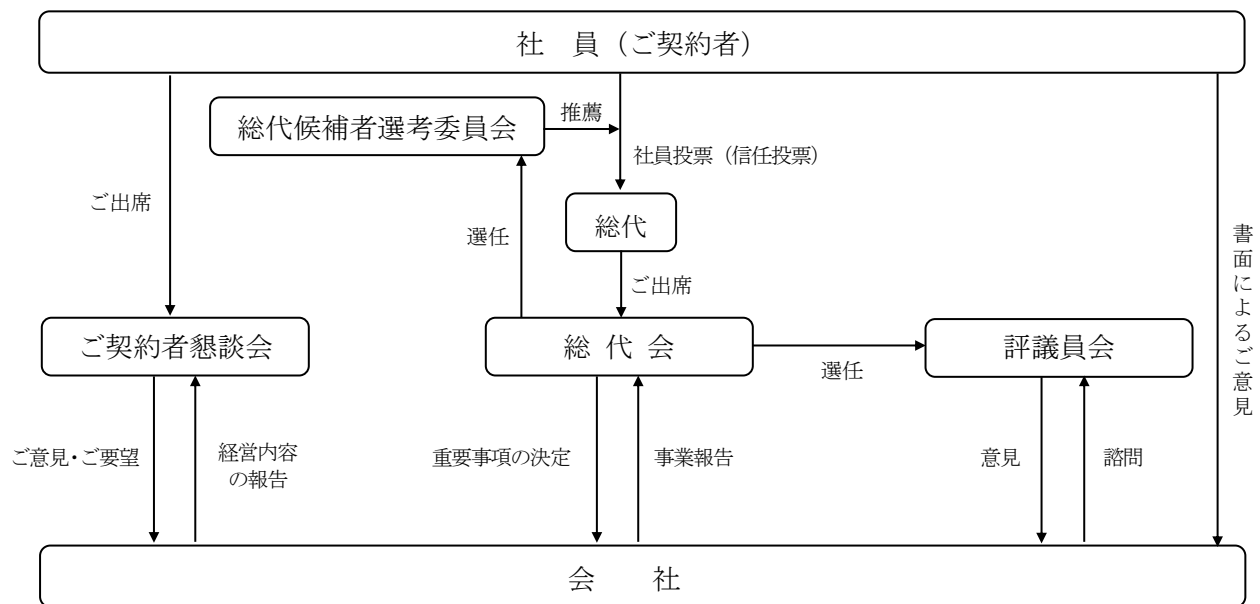 社　員（ご契約者）
総代候補者選考委員会
推薦
社員投票（信任投票）
ご出席
選任
総代
ご出席
書面によるご意見
ご契約者懇談会
総 代 会
選任
評議員会
ご意見・ご要望
経営内容
の報告
重要事項の決定
事業報告
意見
諮問
会　　社